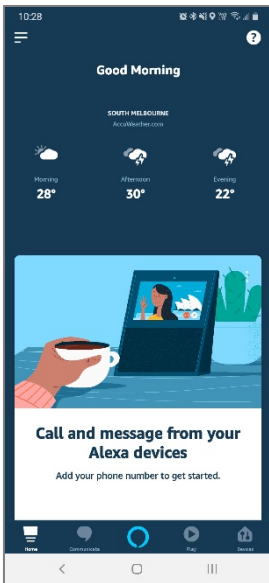 10:28
Good Morning
SOUTH MELBOURNE
AccuWeather.com
Morning Afternoon Evening
28° 30° 22°
Call and message from your
Alexa devices
Add your phone number to get started.
Home Communicate Play Devices